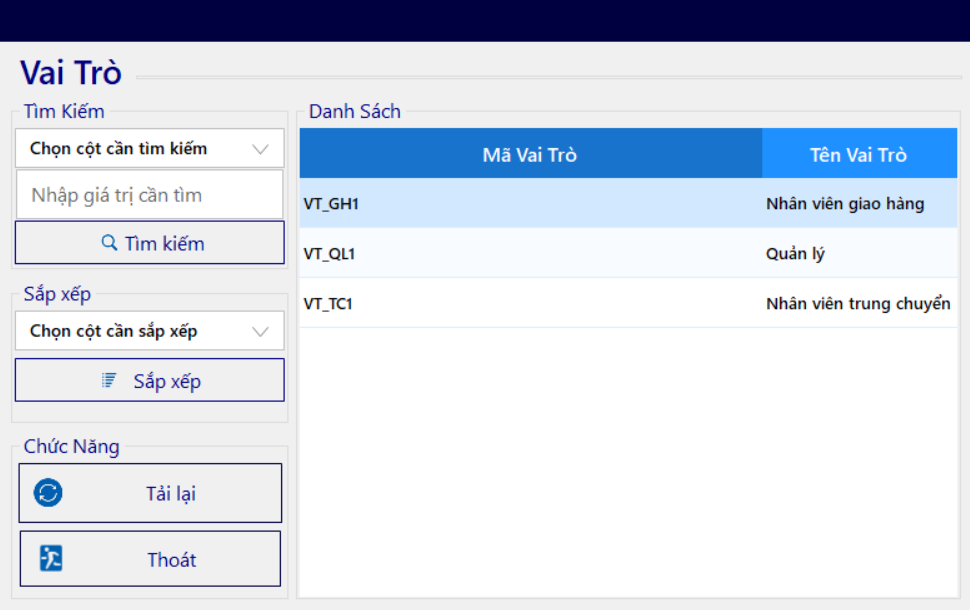 Vai Trò
Tìm Kiếm
Chọn cột cần tìm kiếm
Nhập giá trị cần tìm
Tìm kiếm
Sắp xếp
Chọn cột cần sắp xếp
Sắp xếp
Chức Năng
Tải lại
Thoát
Danh Sách
Mã Vai Trò Tên Vai Trò
VT_GH1 Nhân viên giao hàng
VT_QL1 Quản lý
VT_TC1 Nhân viên trung chuyển